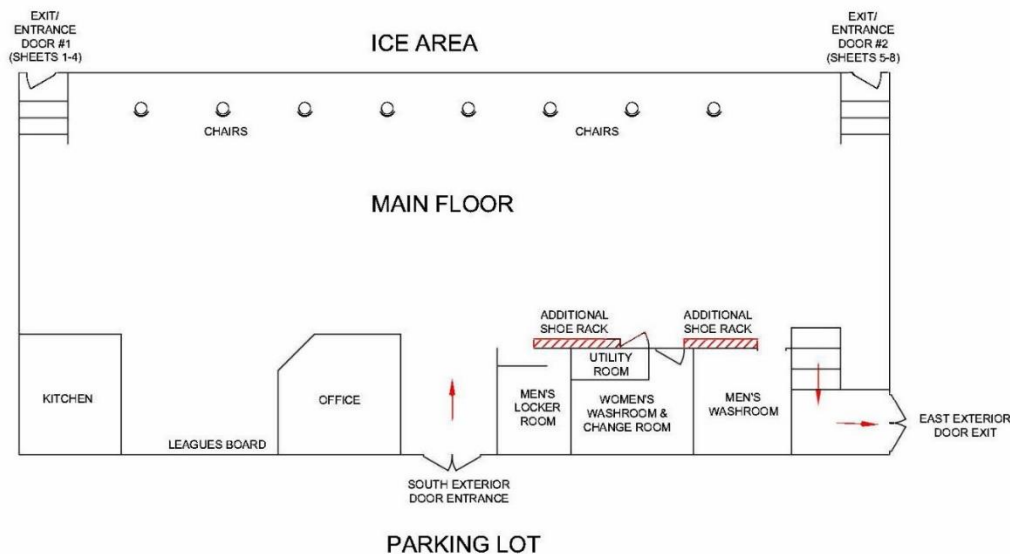 EXIT/
ENTRANCE
DOOR #1
(SHEETS 1-4)
ICE AREA
EXIT/
ENTRANCE
DOOR #2
(SHEETS 5-8)
CHAIRS
CHAIRS
MAIN FLOOR
ADDITIONAL
SHOE RACK
ADDITIONAL
SHOE RACK
KITCHEN
OFFICE
LEAGUES BOARD
MEN'S
LOCKER
ROOM
UTILITY
ROOM
WOMEN'S
WASHROOM &
CHANGE ROOM
MEN'S
WASHROOM
EAST EXTERIOR
DOOR EXIT
SOUTH EXTERIOR
DOOR ENTRANCE
PARKING LOT